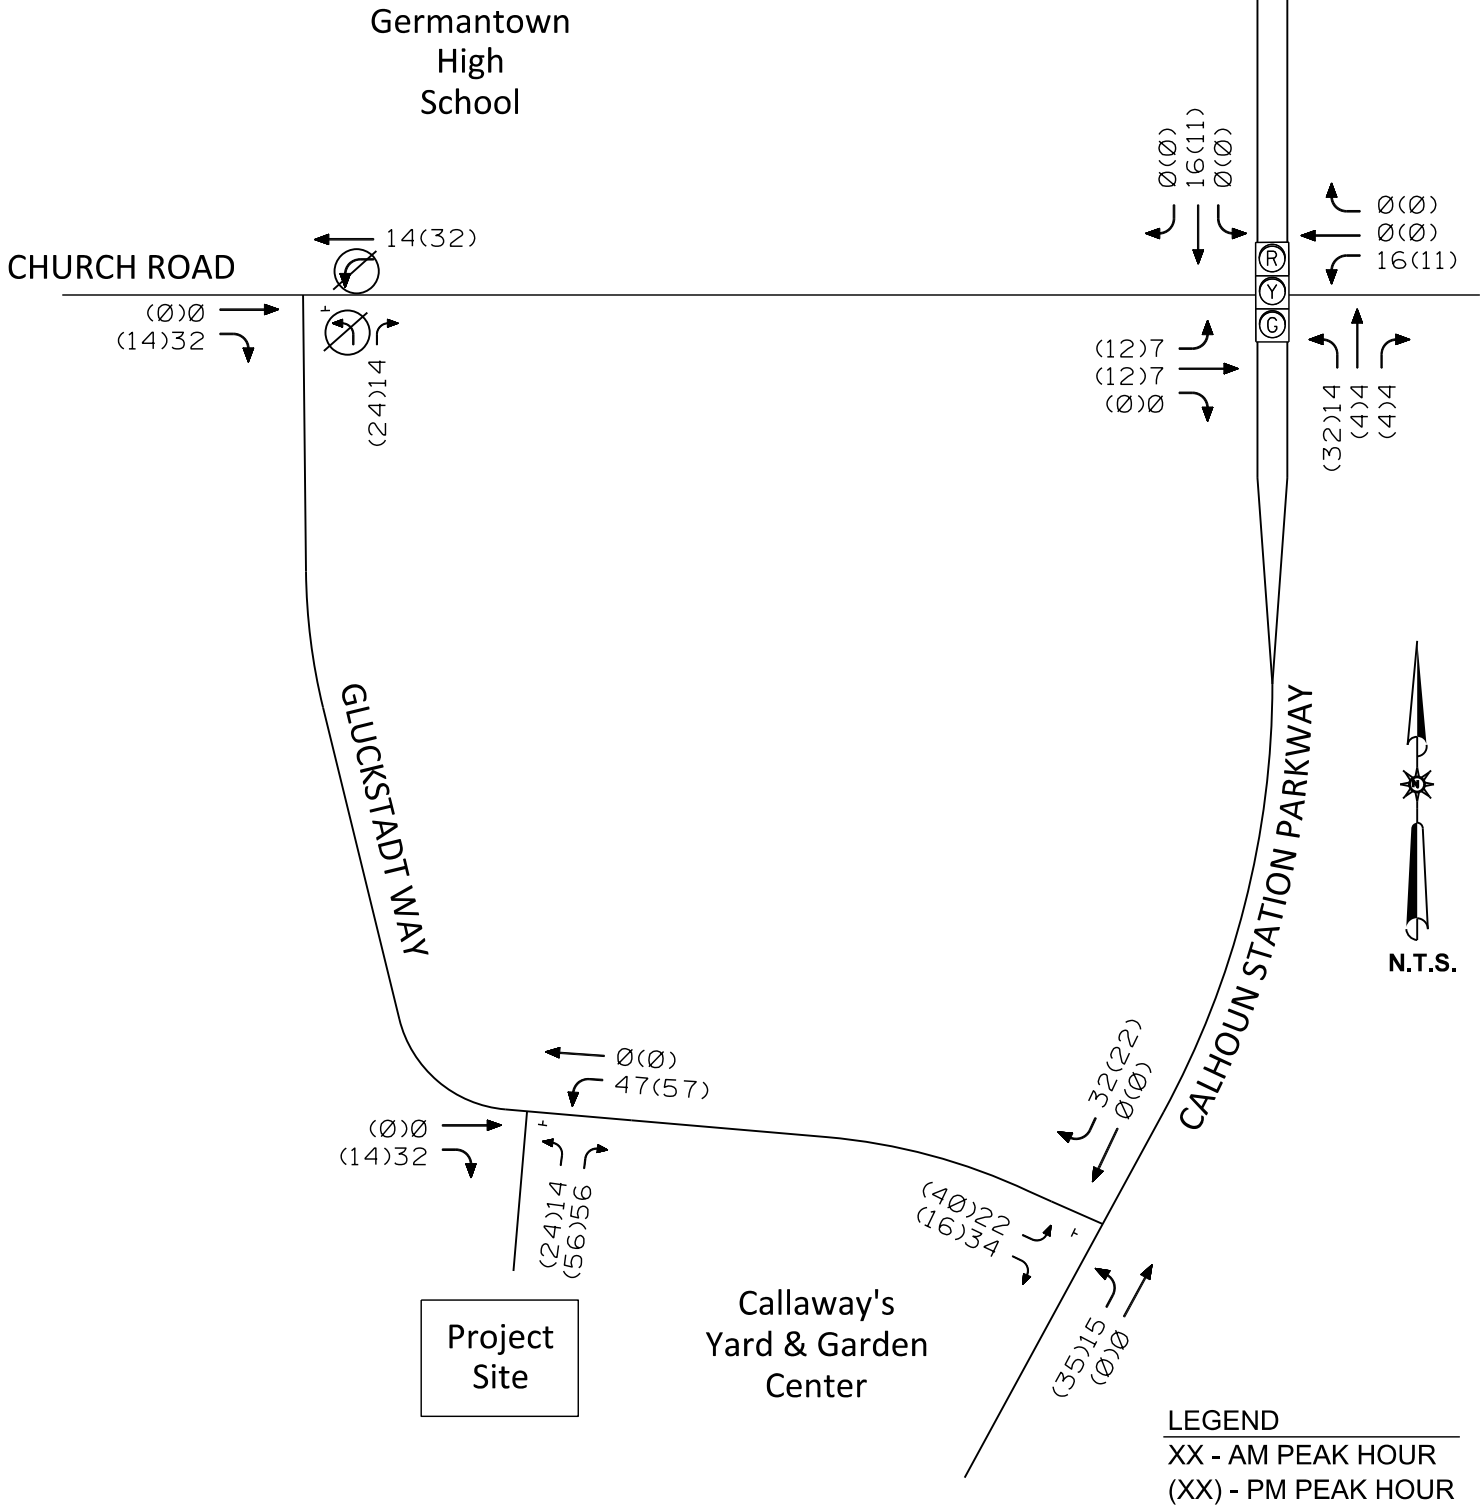 Germantown
High
School
Ø(Ø)
16(11)
Ø(Ø)
Ø(Ø)
Ø(Ø)
16(11)
14(32)
CHURCH ROAD
R
Y
G
(Ø)Ø
(14)32
(24)14
(12)7
(12)7
(Ø)Ø
(32)14
(4)4
(4)4
GLUCKSTADT WAY
CALHOUN STATION PARKWAY
N
N.T.S.
Ø(Ø)
47(57)
(Ø)Ø
(14)32
(24)14
(56)56
32(22)
Ø(Ø)
(4Ø)22
(16)34
(35)15
(Ø)Ø
Project
Site
Callaway's
Yard & Garden
Center
LEGEND
XX - AM PEAK HOUR
(XX) - PM PEAK HOUR